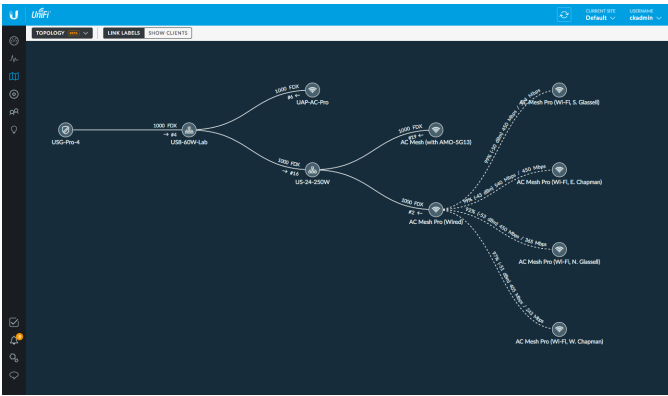 UniFi
CURRENT SITE
Default
USERNAME
ckadmin
TOPOLOGY
LINK LABELS
SHOW CLIENTS
1000 FDX
#6 ←
UAP-AC-Pro
AC Mesh Pro (Wi-Fi, S. Glassell)
1000 FDX
→ #4
USG-Pro-4
US8-60W-Lab
1000 FDX
#19 ←
AC Mesh (with AMO-5G13)
1000 FDX
→ #16
US-24-250W
AC Mesh Pro (Wi-Fi, E. Chapman)
1000 FDX
#2 ←
AC Mesh Pro (Wired)
AC Mesh Pro (Wi-Fi, N. Glassell)
AC Mesh Pro (Wi-Fi, W. Chapman)